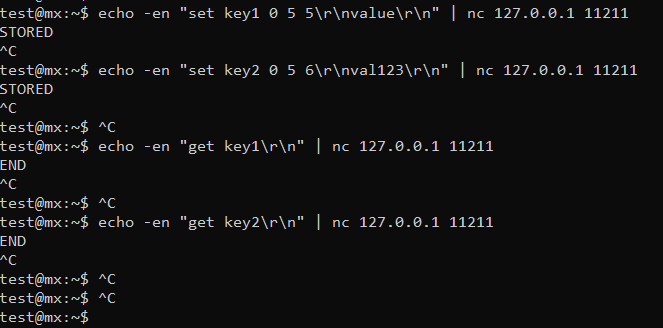 test@mx:~$ echo -en "set key1 0 5 5\r\nvalue\r\n" | nc 127.0.0.1 11211
STORED
^C
test@mx:~$ echo -en "set key2 0 5 6\r\nval123\r\n" | nc 127.0.0.1 11211
STORED
^C
test@mx:~$ ^C
test@mx:~$ echo -en "get key1\r\n" | nc 127.0.0.1 11211
END
^C
test@mx:~$ ^C
test@mx:~$ echo -en "get key2\r\n" | nc 127.0.0.1 11211
END
^C
test@mx:~$ ^C
test@mx:~$ ^C
test@mx:~$